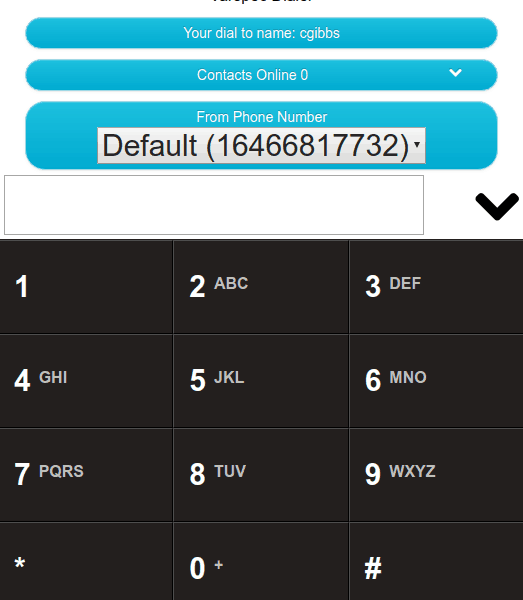 Your dial to name: cgibbs
Contacts Online 0
From Phone Number
Default (16466817732)
1 2 ABC 3 DEF
4 GHI 5 JKL 6 MNO
7 PQRS 8 TUV 9 WXYZ
* 0 + #